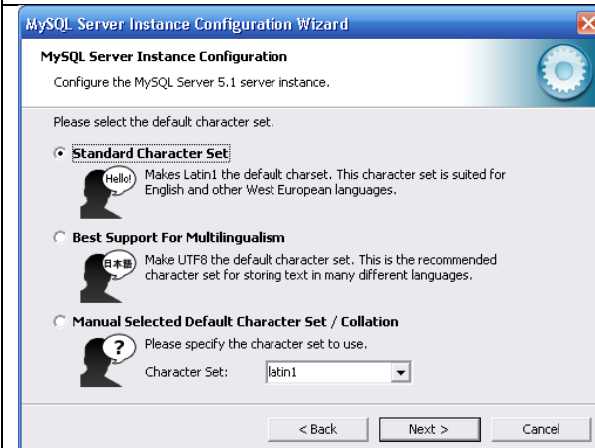 MySQL Server Instance Configuration Wizard
MySQL Server Instance Configuration
Configure the MySQL Server 5.1 server instance.
Please select the default character set.
Standard Character Set
Hello!
Makes Latin1 the default charset. This character set is suited for
English and other West European languages.
Best Support For Multilingualism
日本語
Make UTF8 the default character set. This is the recommended
character set for storing text in many different languages.
Manual Selected Default Character Set / Collation
?
Please specify the character set to use.
Character Set: latin1
< Back Next > Cancel